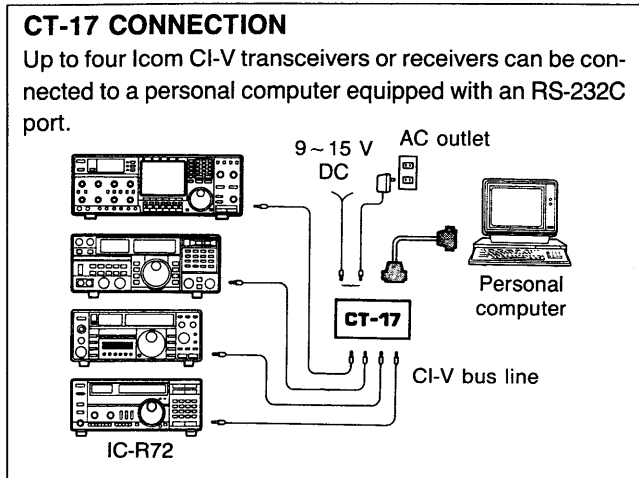 CT-17 CONNECTION
Up to four Icom CI-V transceivers or receivers can be con-
nected to a personal computer equipped with an RS-232C
port.
9~15 V
DC
AC outlet
Personal
computer
CT-17
CI-V bus line
IC-R72